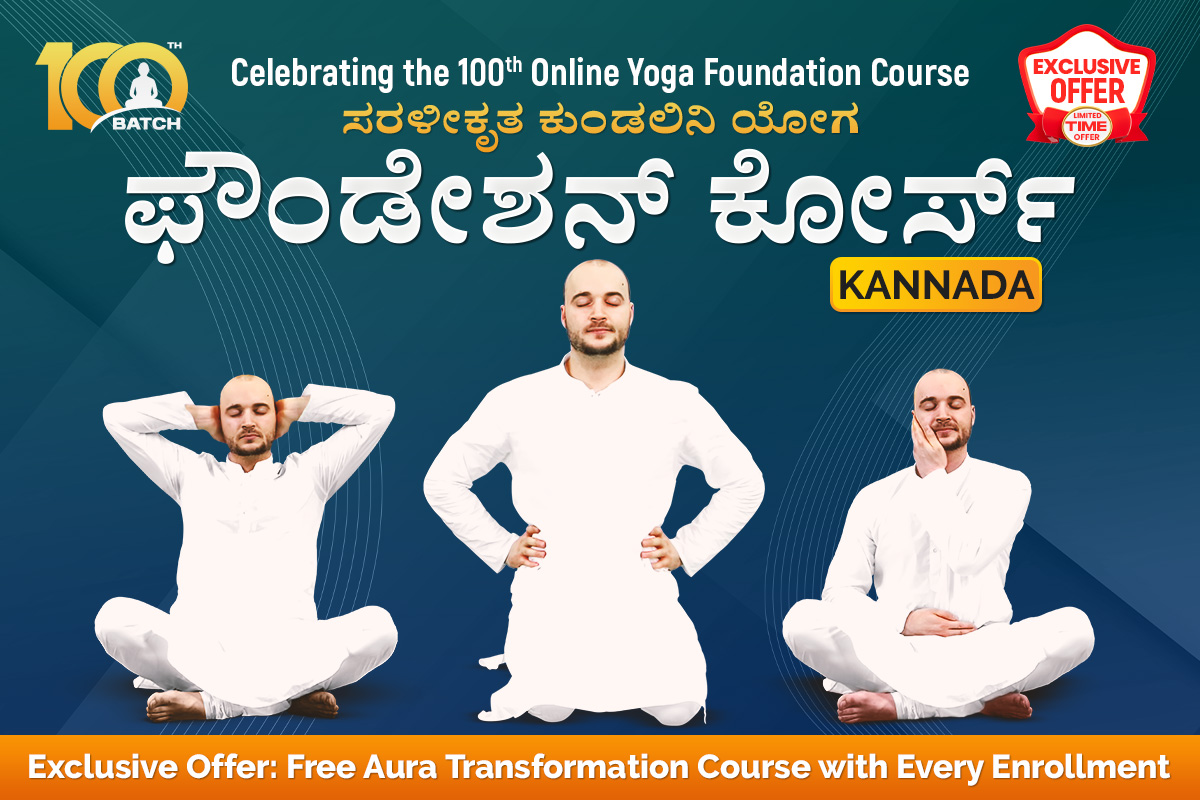 100TH
BATCH
Celebrating the 100th Online Yoga Foundation Course
ಸರಳೀಕೃತ ಕುಂಡಲಿನಿ ಯೋಗ
ಫೌಂಡೇಶನ್ ಕೋರ್ಸ್
KANNADA
EXCLUSIVE
OFFER
LIMITED
TIME
OFFER
Exclusive Offer: Free Aura Transformation Course with Every Enrollment